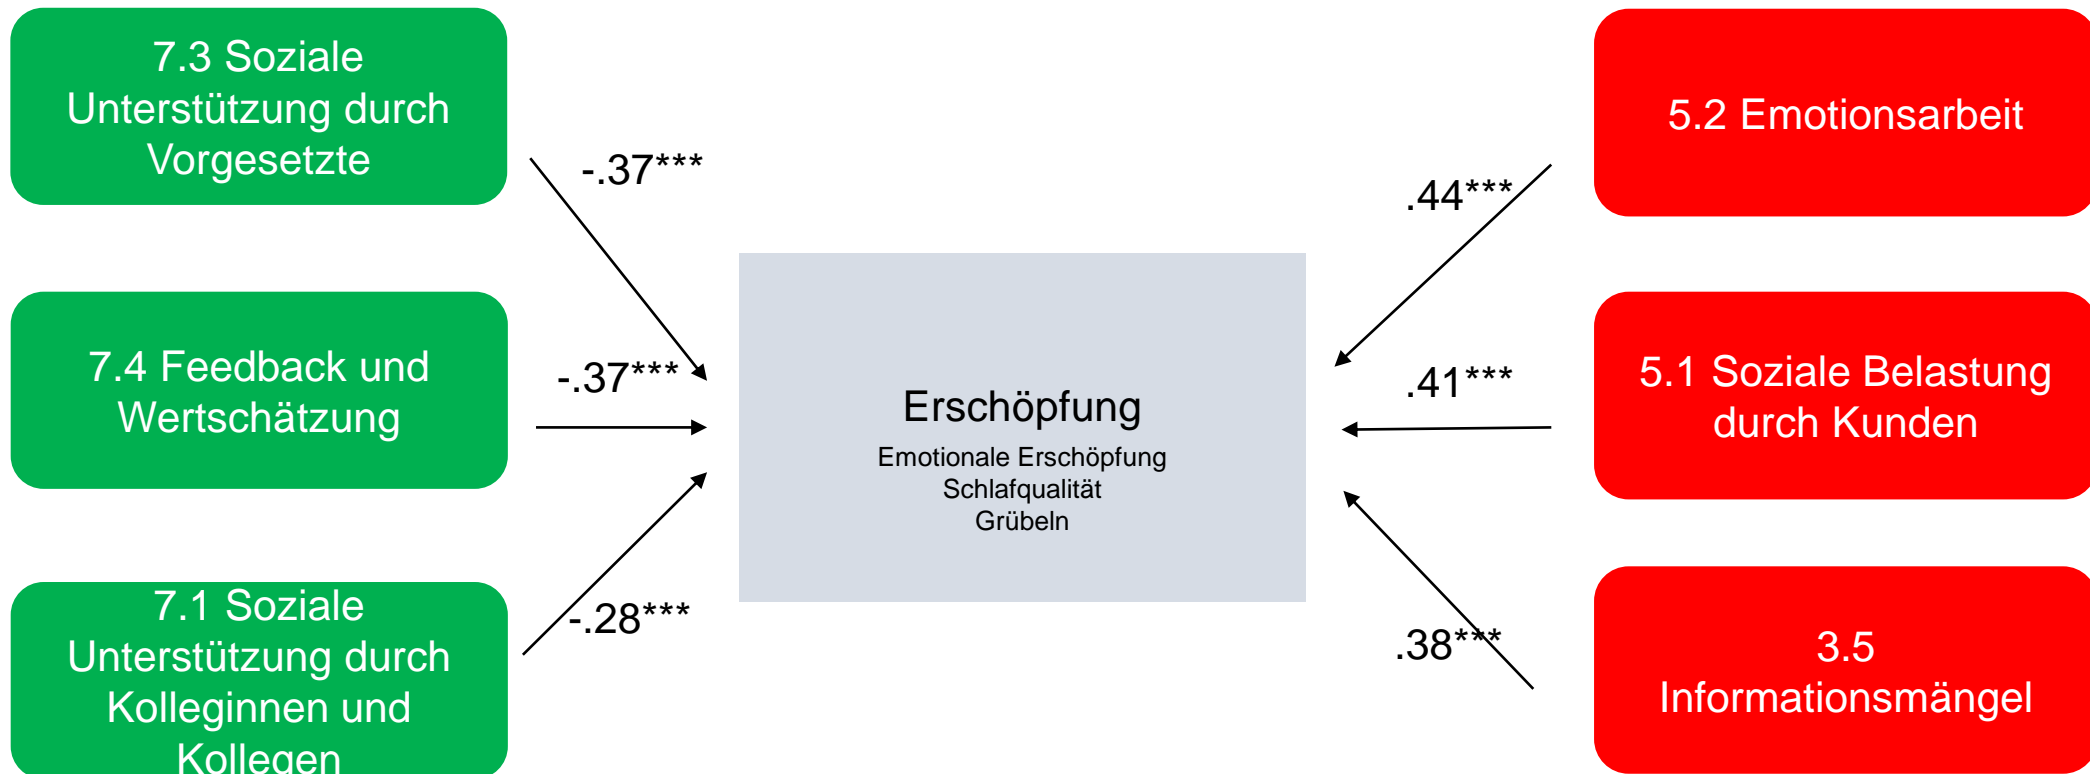 7.3 Soziale
Unterstützung durch
Vorgesetzte
-.37***
7.4 Feedback und
Wertschätzung
-.37***
7.1 Soziale
Unterstützung durch
Kolleginnen und
Kollegen
-.28***
Erschöpfung
Emotionale Erschöpfung
Schlafqualität
Grübeln
5.2 Emotionsarbeit
.44***
5.1 Soziale Belastung
durch Kunden
.41***
3.5
Informationsmängel
.38***